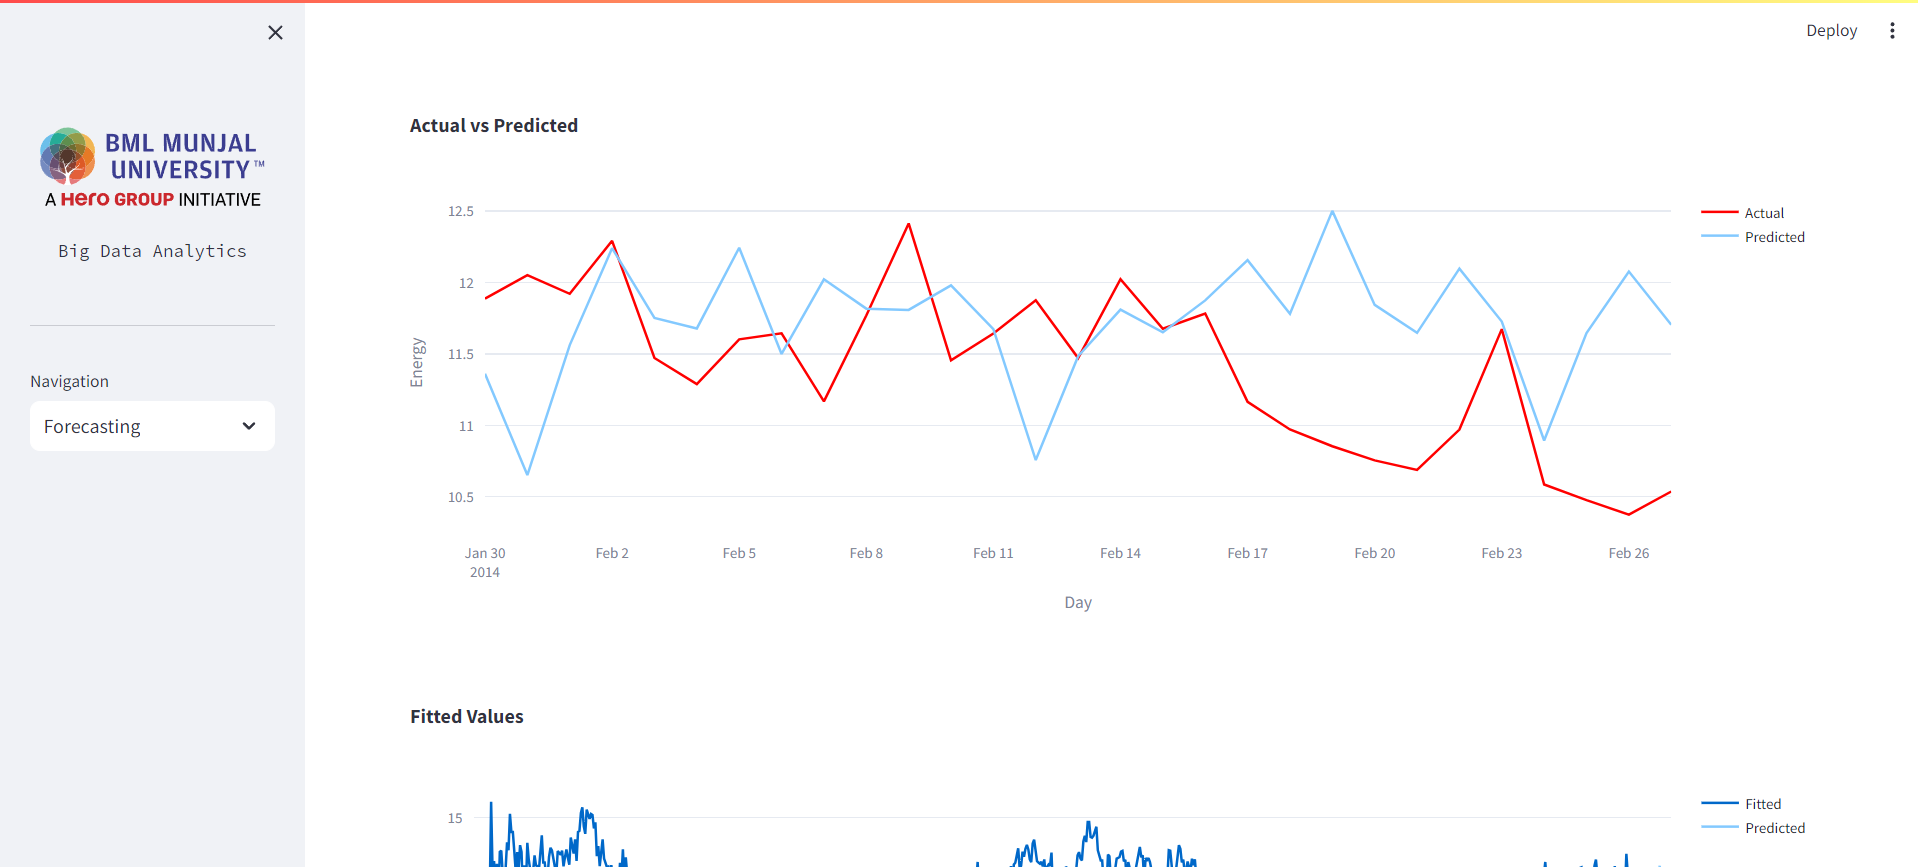 Deploy
BML MUNJAL
UNIVERSITY™
A Hero GROUP INITIATIVE
Big Data Analytics
Navigation
Forecasting
Actual vs Predicted
12.5
12
11.5
11
10.5
Energy
Jan 30
2014
Feb 2
Feb 5
Feb 8
Feb 11
Feb 14
Feb 17
Feb 20
Feb 23
Feb 26
Day
Actual
Predicted
Fitted Values
15
Fitted
Predicted